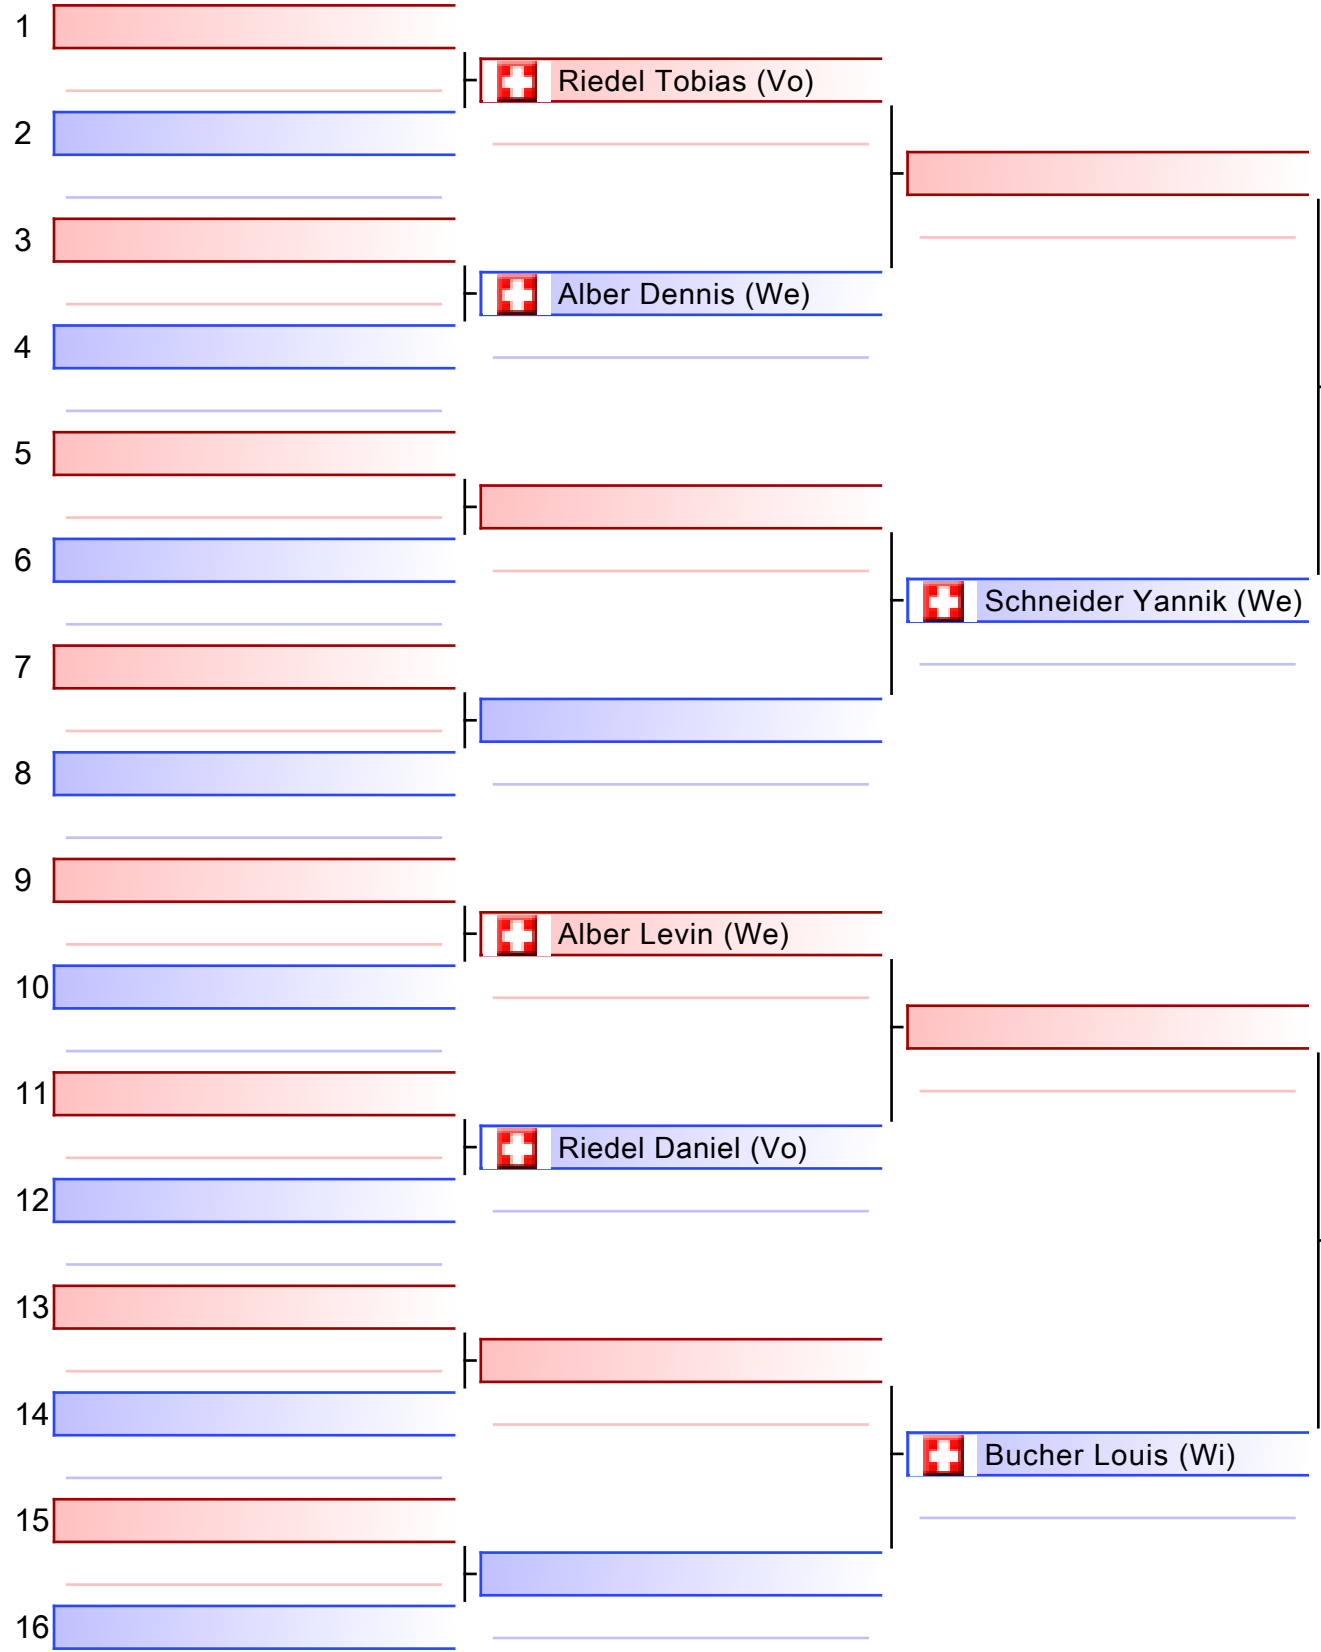 1
Riedel Tobias (Vo)
2
3
Alber Dennis (We)
4
5
6
Schneider Yannik (We)
7
8
9
Alber Levin (We)
10
11
Riedel Daniel (Vo)
12
13
14
Bucher Louis (Wi)
15
16